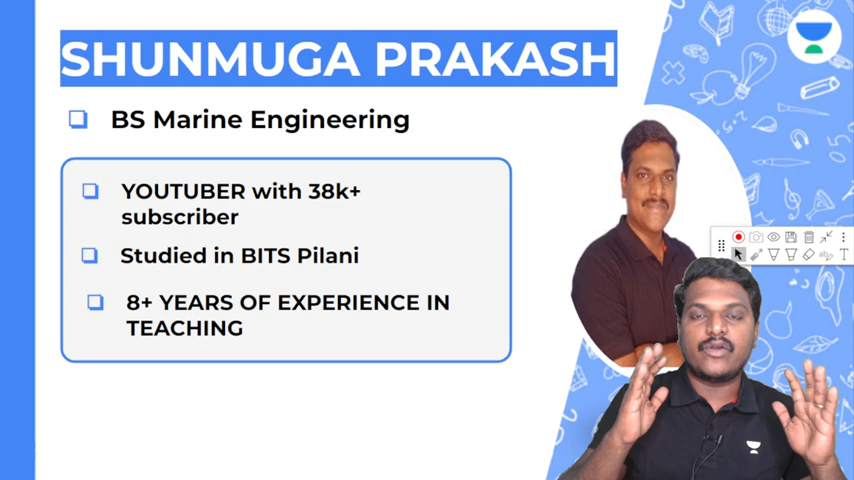 SHUNMUGA PRAKASH
BS Marine Engineering
YOUTUBER with 38k+
subscriber
Studied in BITS Pilani
8+ YEARS OF EXPERIENCE IN
TEACHING